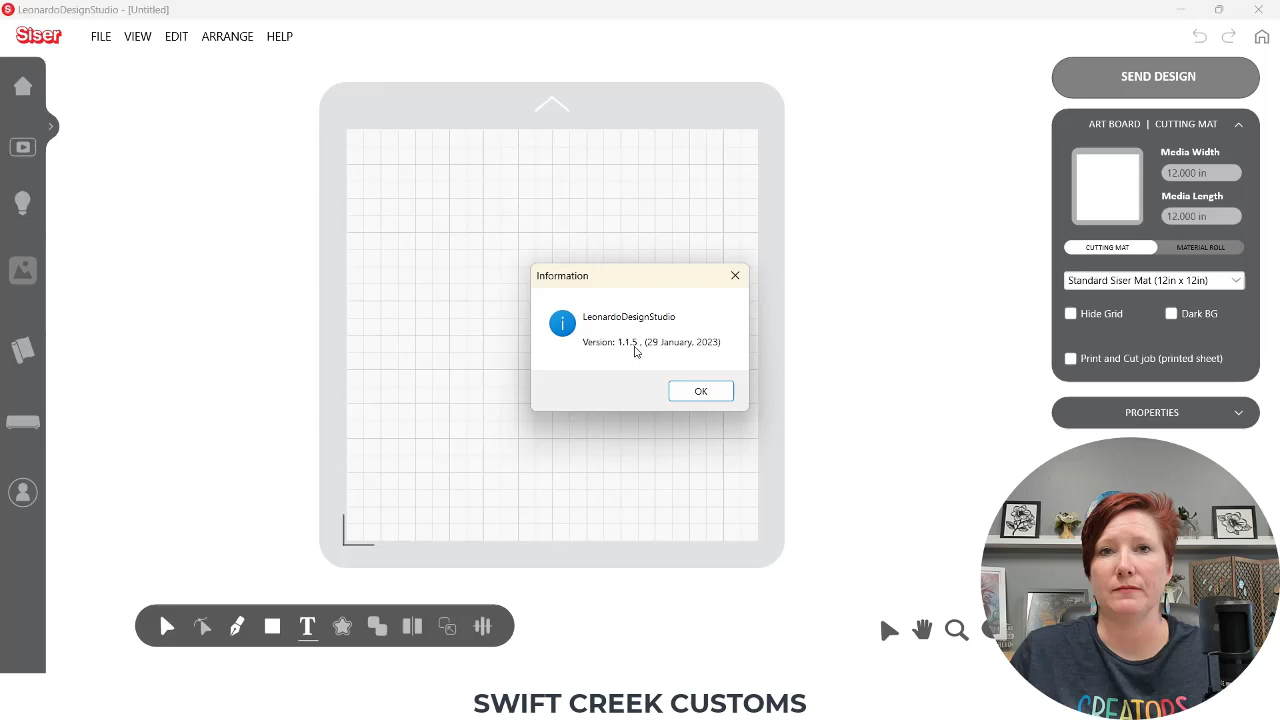 LeonardoDesignStudio - [Untitled]
Siser
FILE VIEW EDIT ARRANGE HELP
SEND DESIGN
ART BOARD | CUTTING MAT
Media Width
12.000 in
Media Length
12.000 in
CUTTING MAT MATERIAL ROLL
Standard Siser Mat (12in x 12in)
Hide Grid Dark BG
Print and Cut job (printed sheet)
PROPERTIES
Information
LeonardoDesignStudio
Version: 1.1.5 , (29 January, 2023)
OK
T
CREATORS
SWIFT CREEK CUSTOMS